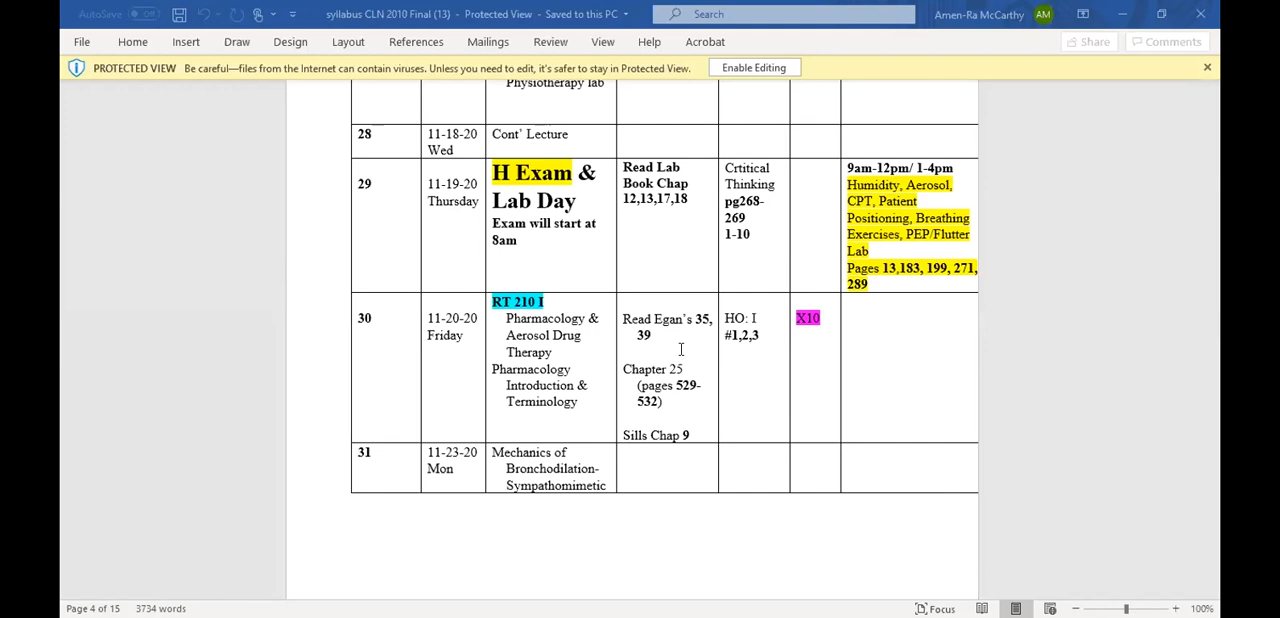 AutoSave Off syllabus CLN 2010 Final (13) - Protected View - Saved to this PC Search Amen-Ra McCarthy AM
File Home Insert Draw Design Layout References Mailings Review View Help Acrobat Share Comments
PROTECTED VIEW Be careful—files from the Internet can contain viruses. Unless you need to edit, it's safer to stay in Protected View. Enable Editing
Physiotherapy lab
28
11-18-20
Wed
Cont' Lecture
29
11-19-20
Thursday
H Exam &
Lab Day
Exam will start at
8am
Read Lab
Book Chap
12,13,17,18
Crtitical
Thinking
pg268-
269
1-10
9am-12pm/ 1-4pm
Humidity, Aerosol,
CPT, Patient
Positioning, Breathing
Exercises, PEP/Flutter
Lab
Pages 13,183, 199, 271,
289
30
11-20-20
Friday
RT 210 I
Pharmacology &
Aerosol Drug
Therapy
Pharmacology
Introduction &
Terminology
Read Egan's 35,
39
Chapter 25
(pages 529-
532)
Sills Chap 9
HO: I
#1,2,3
X10
31
11-23-20
Mon
Mechanics of
Bronchodilation-
Sympathomimetic
Page 4 of 15 3734 words Focus 100%